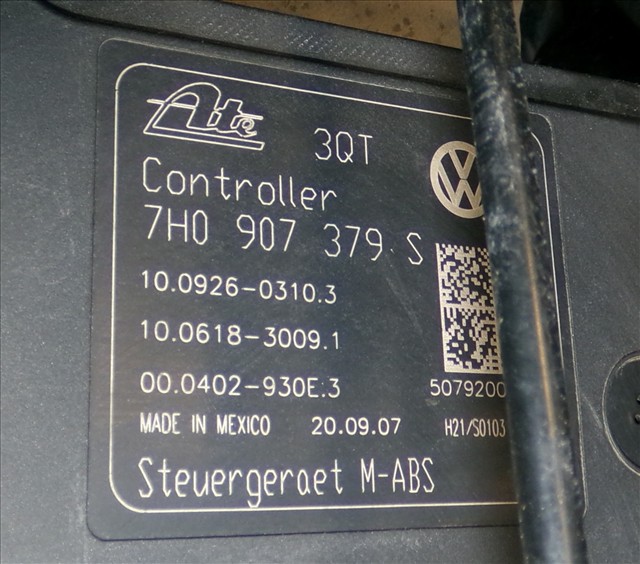 Ate 3QT
Controller
7H0 907 379 S
10.0926-0310.3
10.0618-3009.1
00.0402-930E.3
5079200
MADE IN MEXICO 20.09.07 H21/S0103
Steuergeraet M-ABS